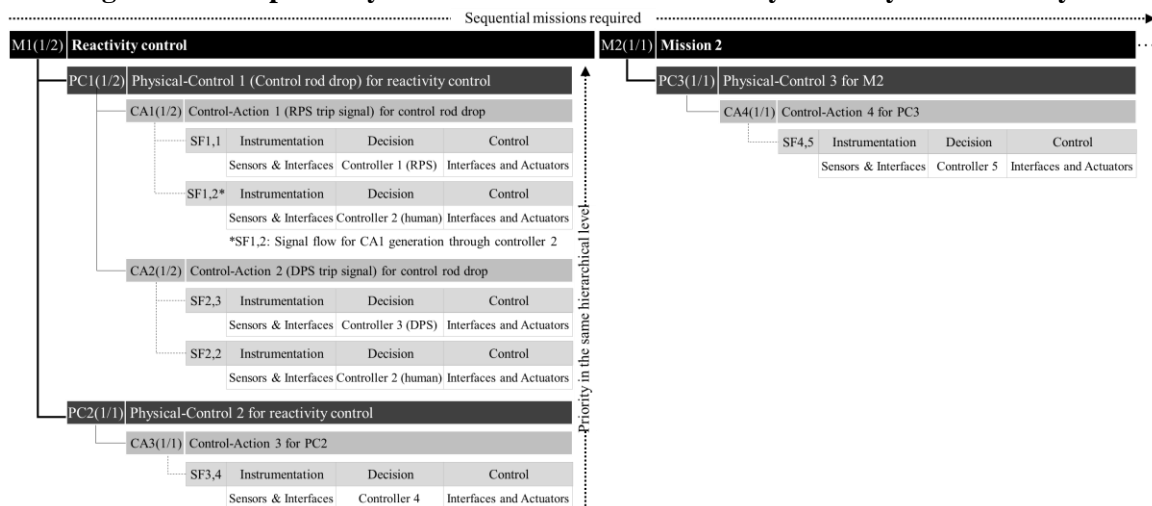 Sequential missions required
M1(1/2) Reactivity control
PC1(1/2) Physical-Control 1 (Control rod drop) for reactivity control
CA1(1/2) Control-Action 1 (RPS trip signal) for control rod drop
SF1,1 Instrumentation Decision Control
Sensors & Interfaces Controller 1 (RPS) Interfaces and Actuators
SF1,2* Instrumentation Decision Control
Sensors & Interfaces Controller 2 (human) Interfaces and Actuators
*SF1,2: Signal flow for CA1 generation through controller 2
CA2(1/2) Control-Action 2 (DPS trip signal) for control rod drop
SF2,3 Instrumentation Decision Control
Sensors & Interfaces Controller 3 (DPS) Interfaces and Actuators
SF2,2 Instrumentation Decision Control
Sensors & Interfaces Controller 2 (human) Interfaces and Actuators
PC2(1/1) Physical-Control 2 for reactivity control
CA3(1/1) Control-Action 3 for PC2
SF3,4 Instrumentation Decision Control
Sensors & Interfaces Controller 4 Interfaces and Actuators
Priority in the same hierarchical level
M2(1/1) Mission 2
PC3(1/1) Physical-Control 3 for M2
CA4(1/1) Control-Action 4 for PC3
SF4,5 Instrumentation Decision Control
Sensors & Interfaces Controller 5 Interfaces and Actuators